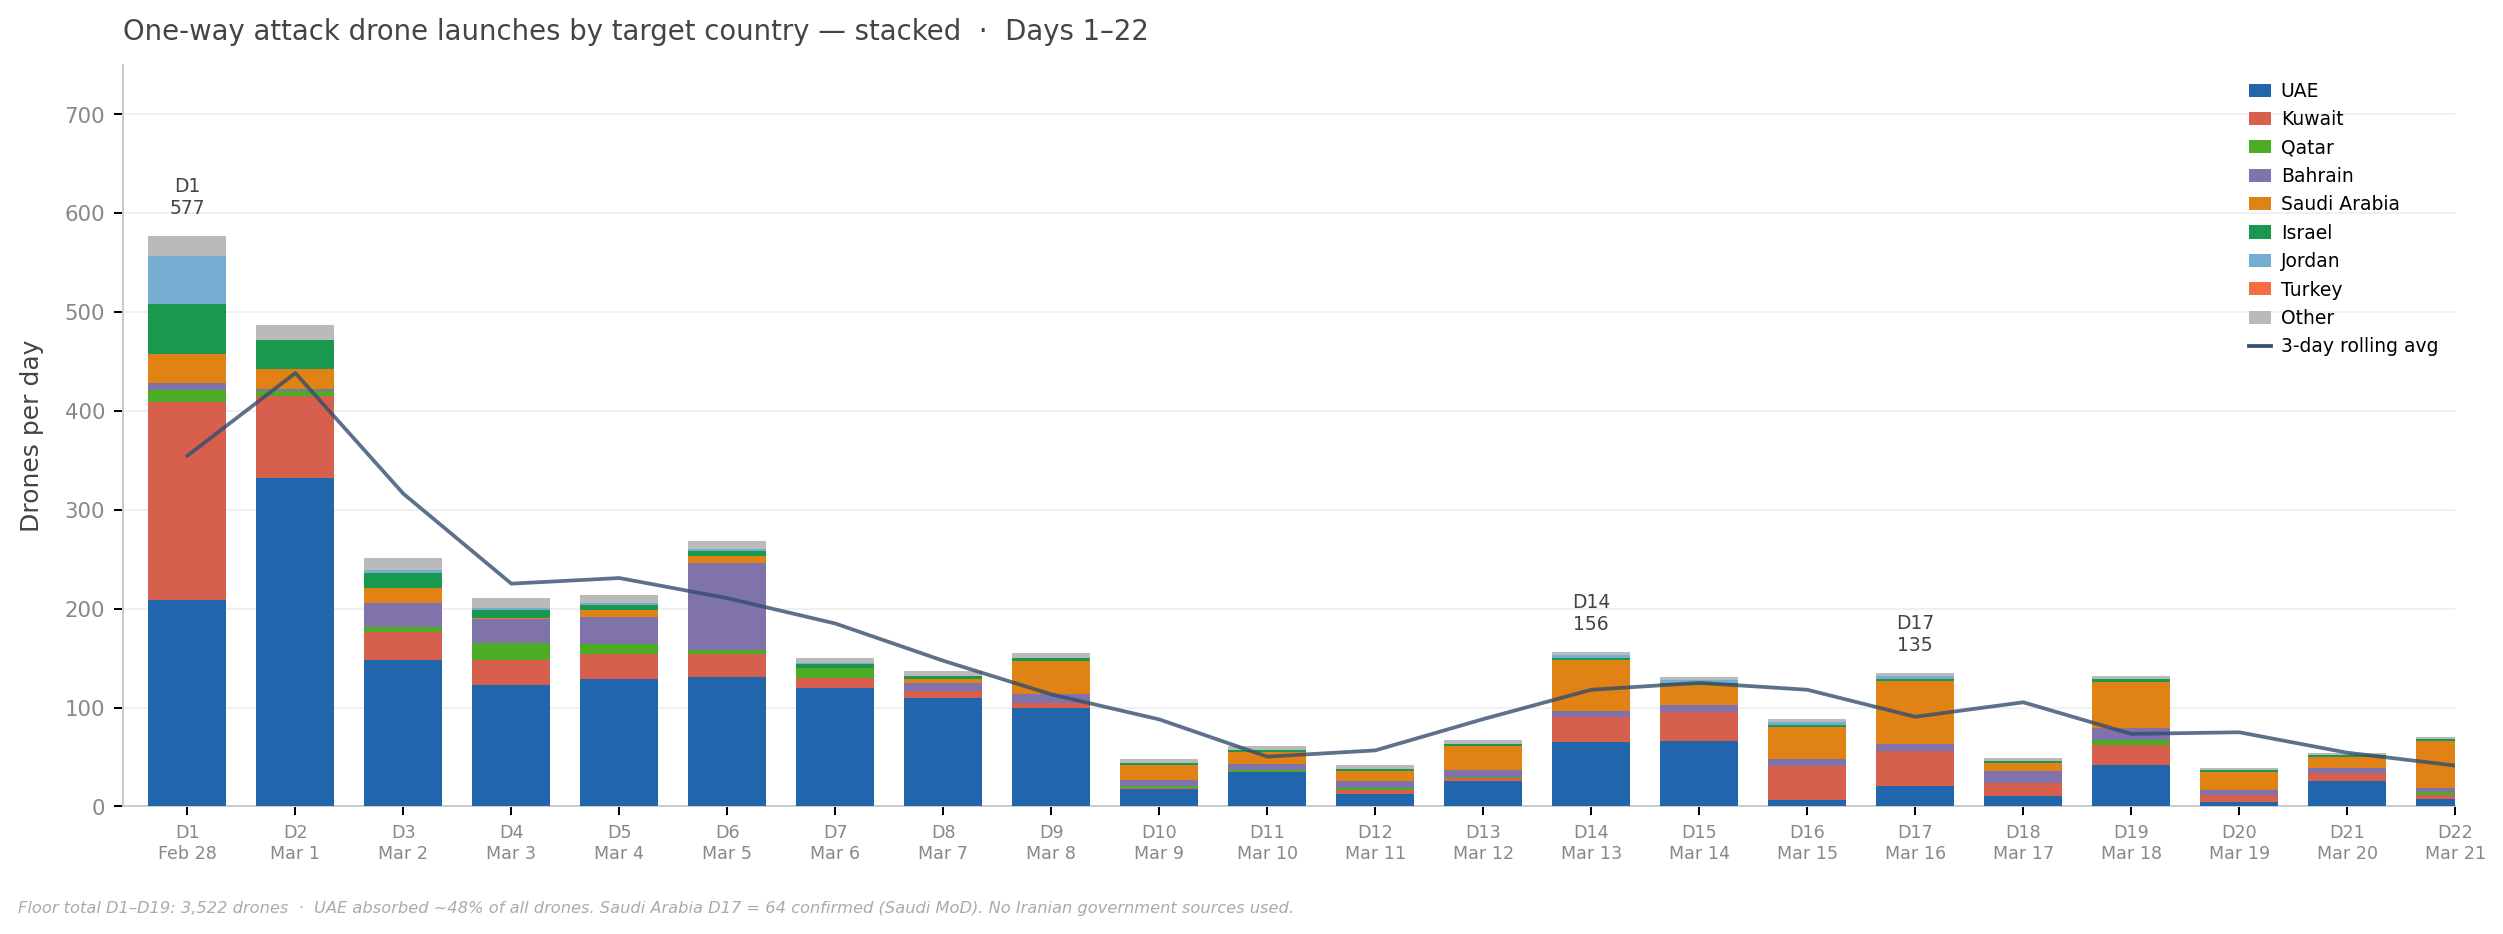 One-way attack drone launches by target country — stacked · Days 1–22
Drones per day
700
600
500
400
300
200
100
0
D1
577
D14
156
D17
135
UAE
Kuwait
Qatar
Bahrain
Saudi Arabia
Israel
Jordan
Turkey
Other
3-day rolling avg
D1 D2 D3 D4 D5 D6 D7 D8 D9 D10 D11 D12 D13 D14 D15 D16 D17 D18 D19 D20 D21 D22
Feb 28 Mar 1 Mar 2 Mar 3 Mar 4 Mar 5 Mar 6 Mar 7 Mar 8 Mar 9 Mar 10 Mar 11 Mar 12 Mar 13 Mar 14 Mar 15 Mar 16 Mar 17 Mar 18 Mar 19 Mar 20 Mar 21
Floor total D1–D19: 3,522 drones · UAE absorbed ~48% of all drones. Saudi Arabia D17 = 64 confirmed (Saudi MoD). No Iranian government sources used.